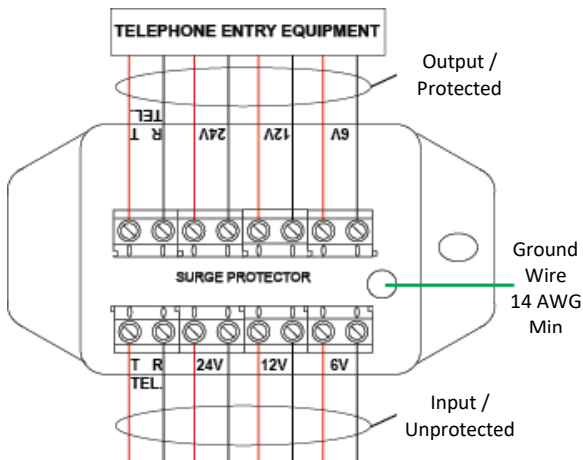 TELEPHONE ENTRY EQUIPMENT
Output /
Protected
TEL.
T R 24V 12V 6V
SURGE PROTECTOR
Ground
Wire
14 AWG
Min
T R 24V 12V 6V
TEL.
Input /
Unprotected